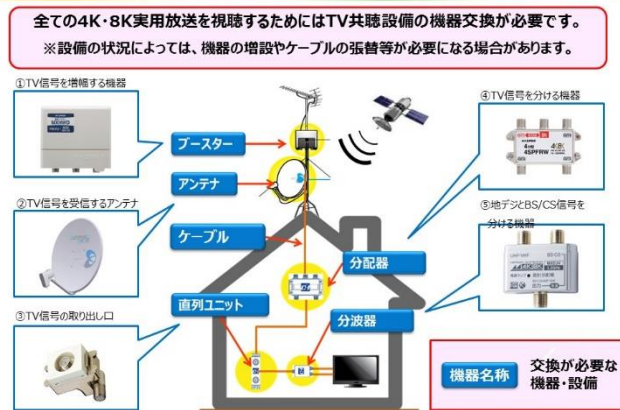 全ての4K・8K実用放送を視聴するためにはTV共聴設備の機器交換が必要です。
※設備の状況によっては、機器の増設やケーブルの張替等が必要になる場合があります。
①TV信号を増幅する機器
ブースター
アンテナ
②TV信号を受信するアンテナ
ケーブル
直列ユニット
③TV信号の取り出し口
④TV信号を分ける機器
4SPFRW
⑤地デジとBS/CS信号を
分ける機器
分配器
分波器
機器名称
交換が必要な
機器・設備